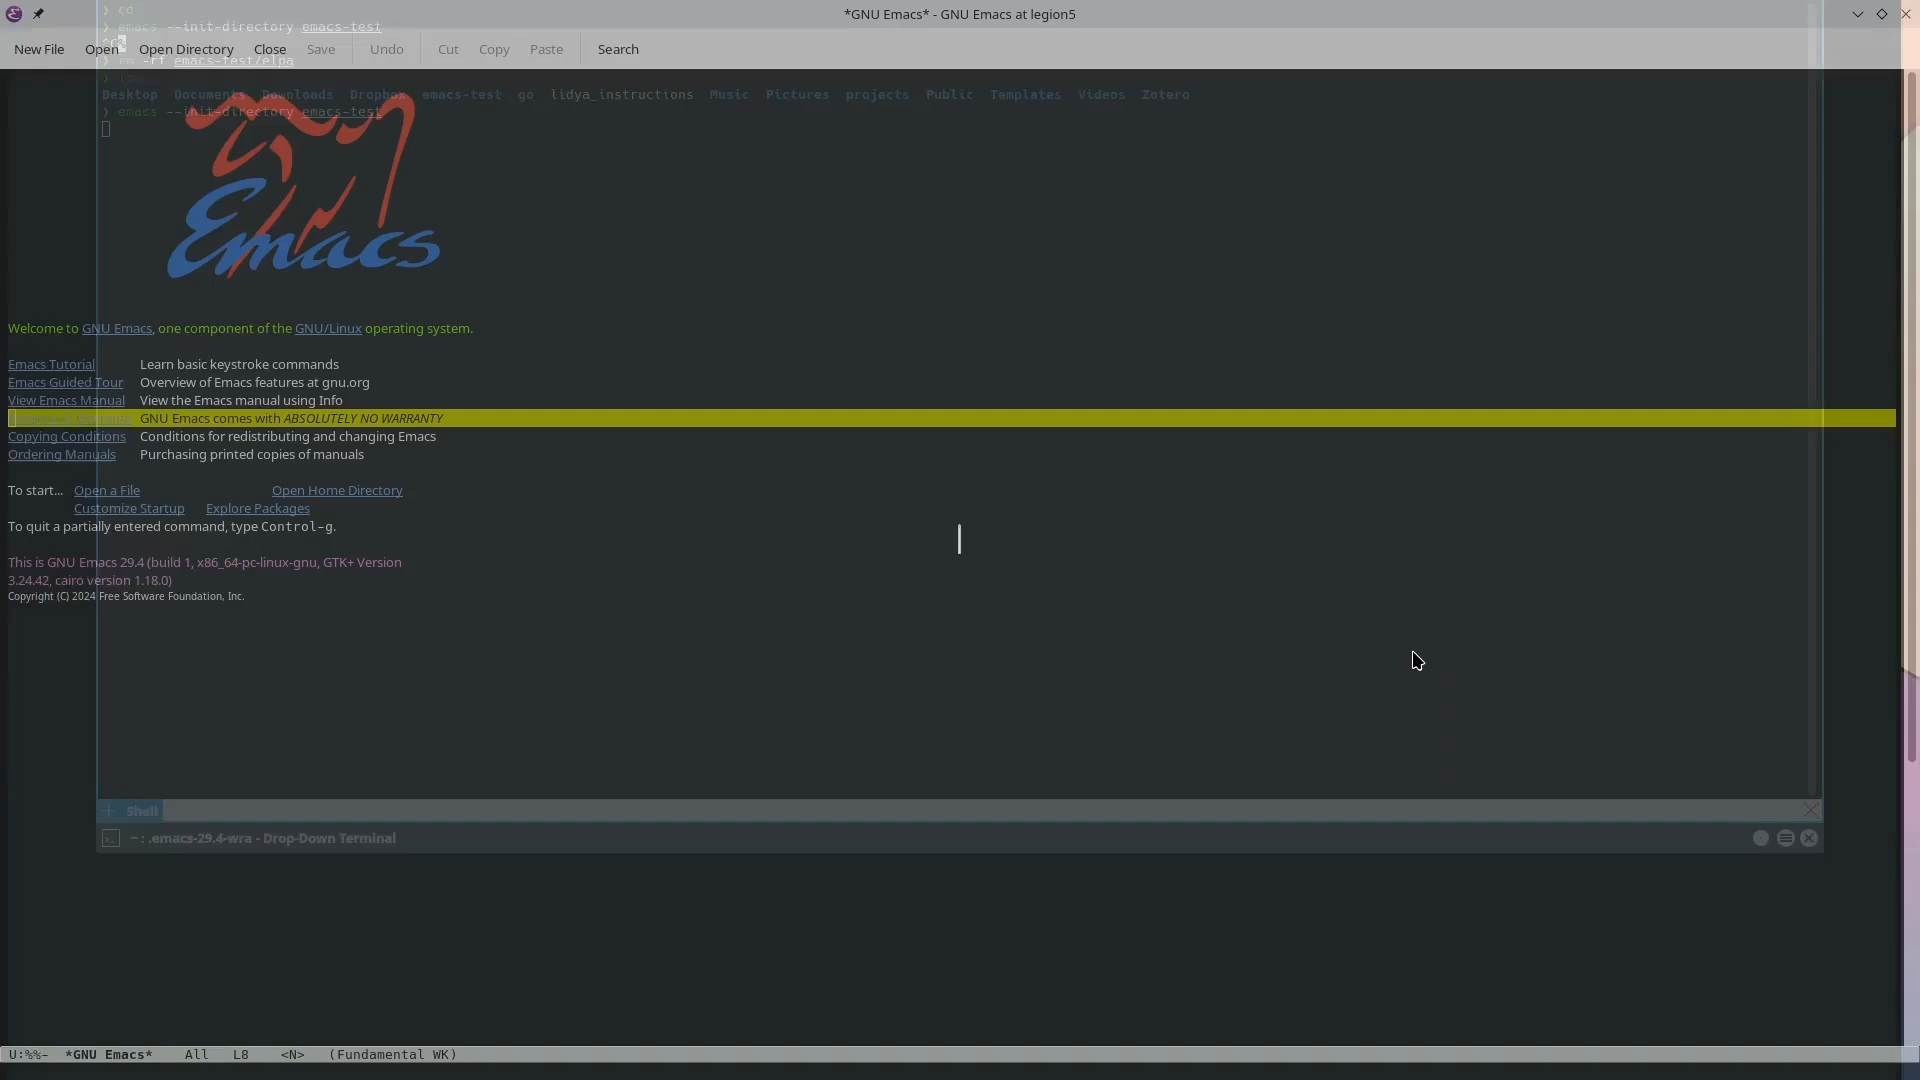 cd
*GNU Emacs* - GNU Emacs at legion5
emacs --init-directory emacs-test
New File Open Open Directory Close Save Undo Cut Copy Paste Search
-rf emacs-test/elpa
Desktop Documents Downloads Dropbox emacs-test go lidya_instructions Music Pictures projects Public Templates Videos Zotero
emacs --init-directory emacs-test
Emacs
Welcome to GNU Emacs, one component of the GNU/Linux operating system.
Emacs Tutorial Learn basic keystroke commands
Emacs Guided Tour Overview of Emacs features at gnu.org
View Emacs Manual View the Emacs manual using Info
GNU Emacs comes with ABSOLUTELY NO WARRANTY
Copying Conditions Conditions for redistributing and changing Emacs
Ordering Manuals Purchasing printed copies of manuals
To start... Open a File Open Home Directory
Customize Startup Explore Packages
To quit a partially entered command, type Control-g.
This is GNU Emacs 29.4 (build 1, x86_64-pc-linux-gnu, GTK+ Version
3.24.42, cairo version 1.18.0)
Copyright (C) 2024 Free Software Foundation, Inc.
Shell
~ : .emacs-29.4-wra - Drop-Down Terminal
U:%%- *GNU Emacs* All L8 <N> (Fundamental WK)